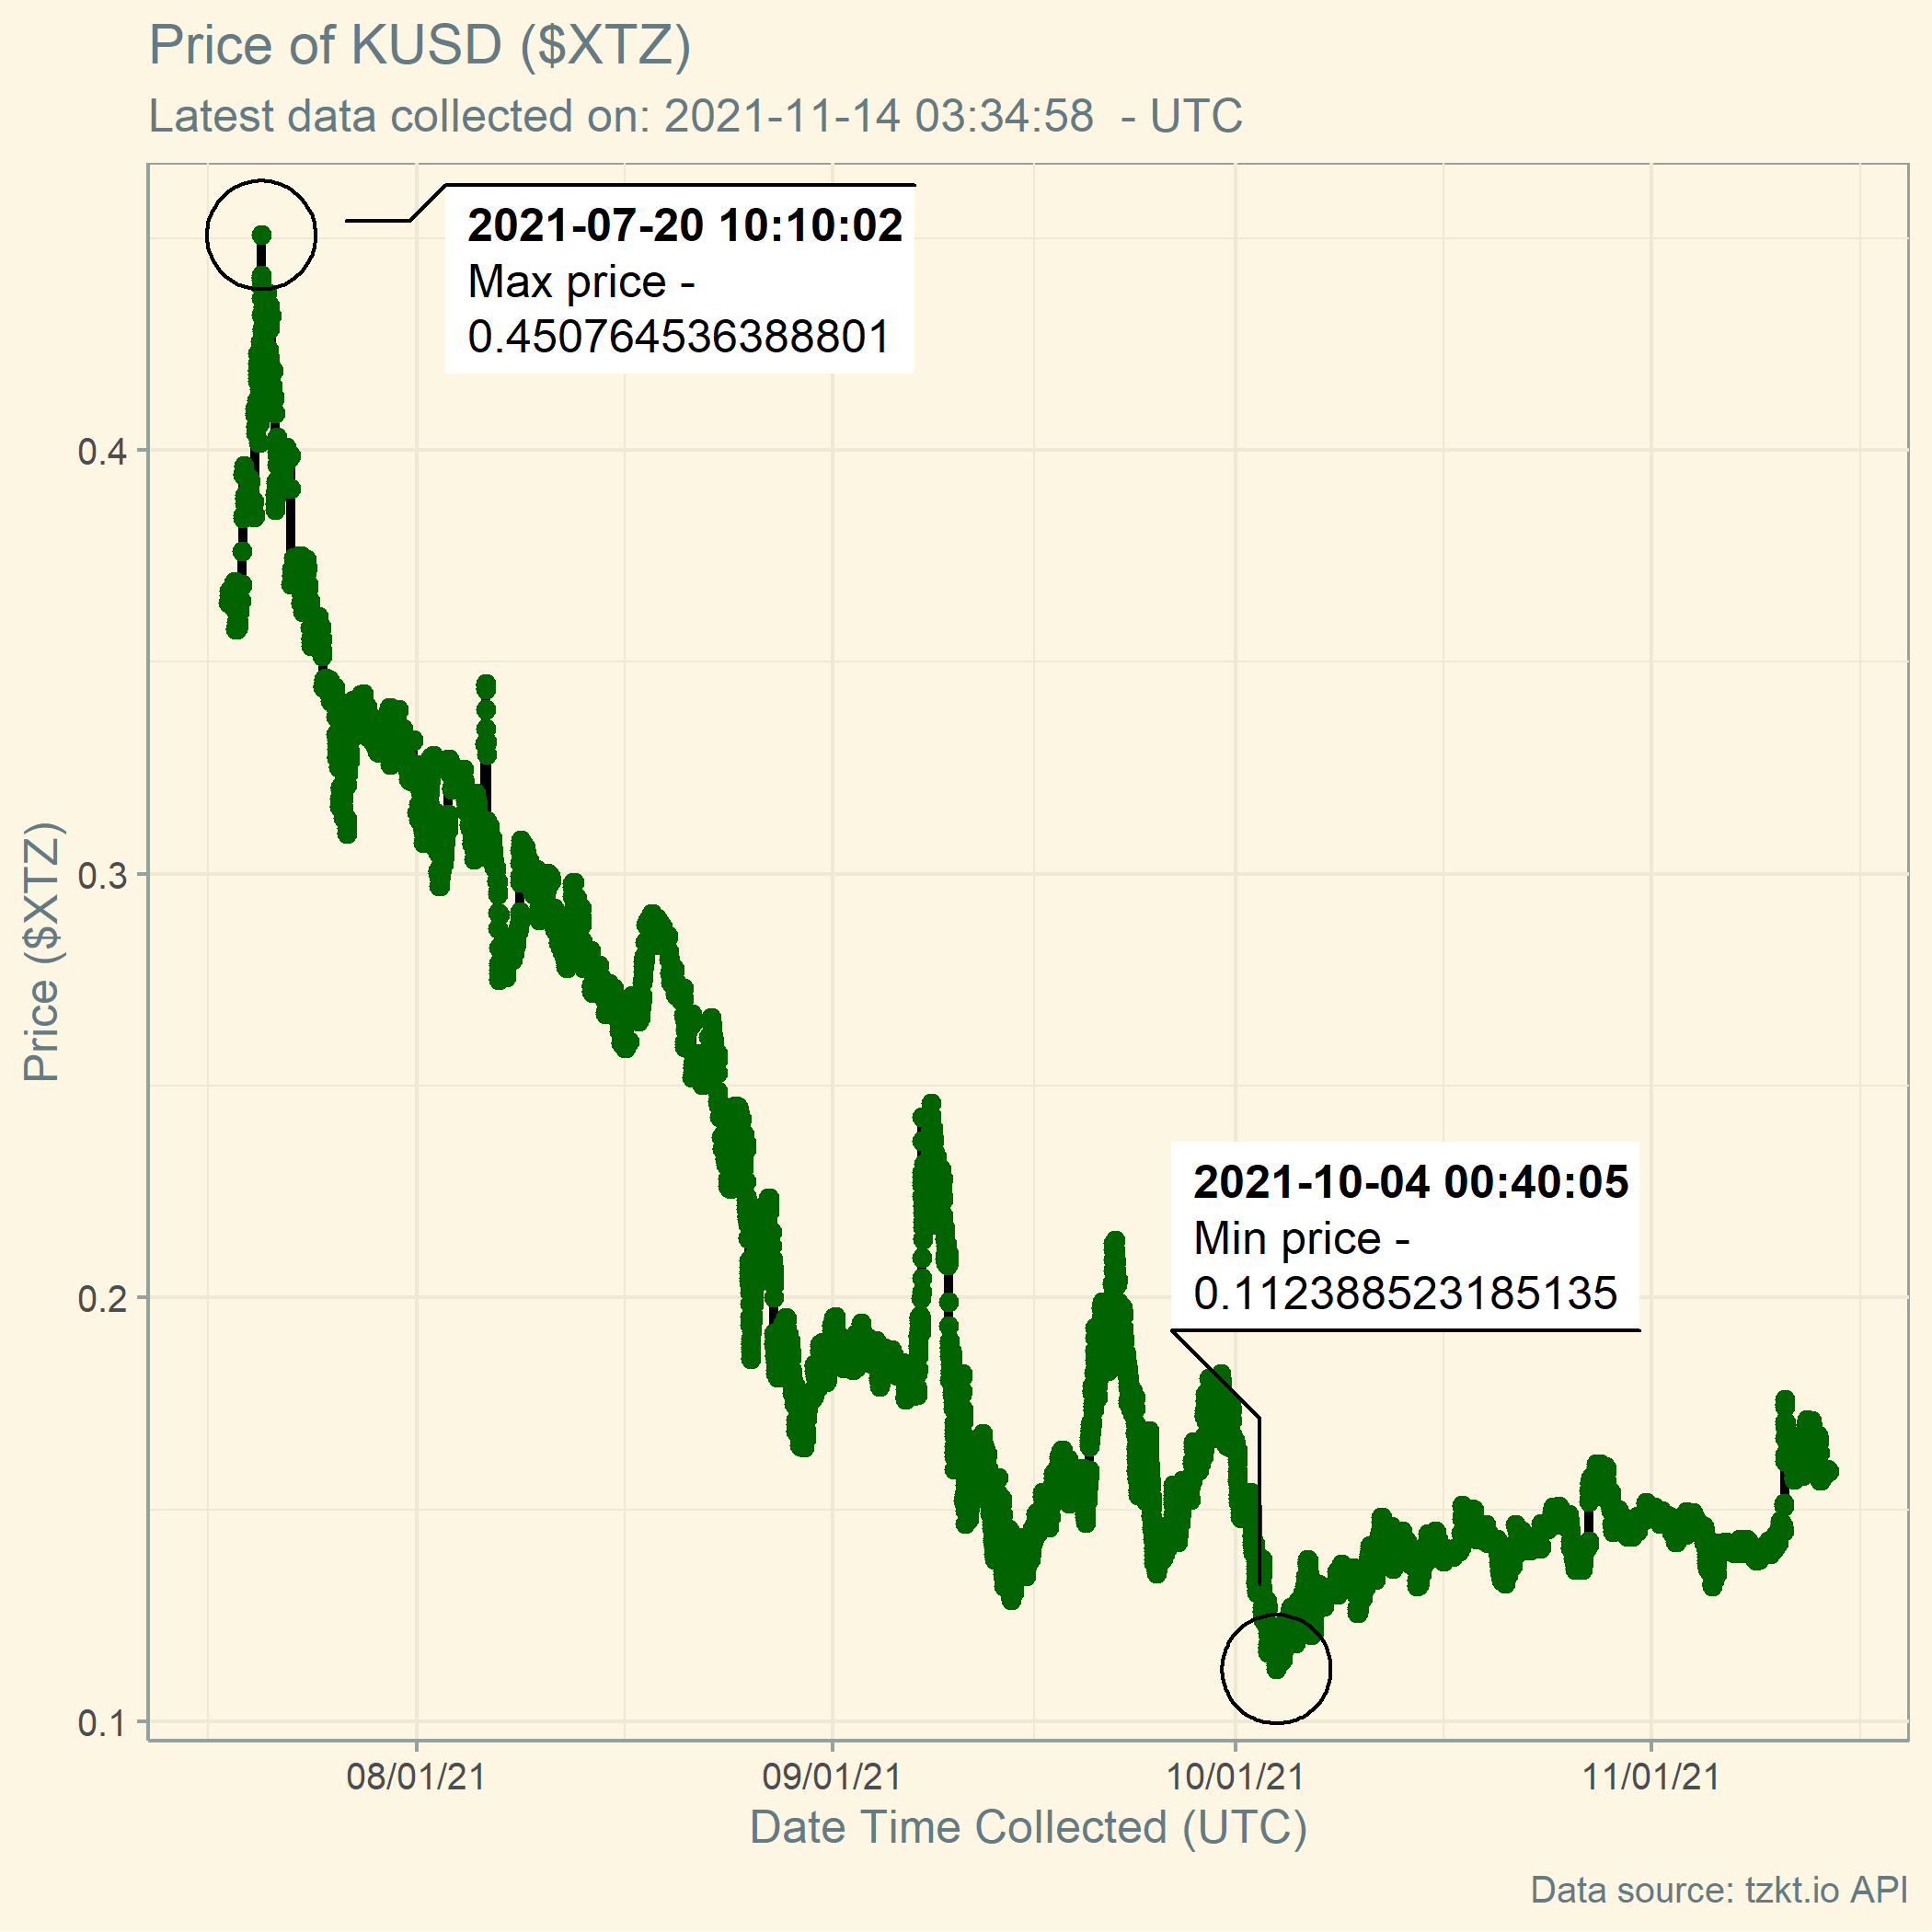 Price of KUSD ($XTZ)
Latest data collected on: 2021-11-14 03:34:58  - UTC
2021-07-20 10:10:02
Max price -
0.450764536388801
0.4
0.3
0.2
0.1
Price ($XTZ)
2021-10-04 00:40:05
Min price -
0.112388523185135
08/01/21
09/01/21
10/01/21
11/01/21
Date Time Collected (UTC)
Data source: tzkt.io API